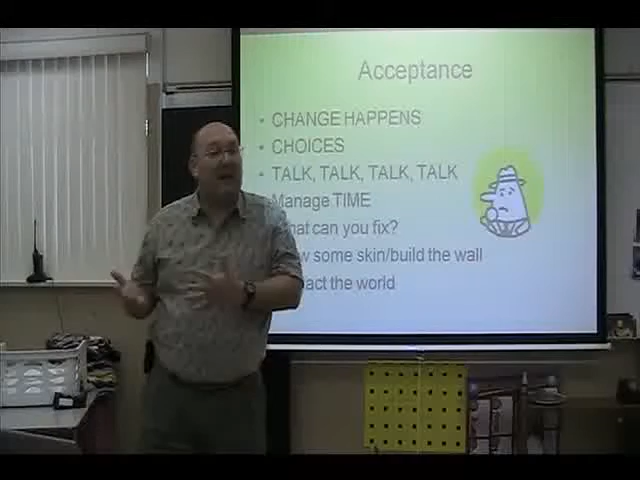 Acceptance
CHANGE HAPPENS
CHOICES
TALK, TALK, TALK, TALK
Manage TIME
can you fix?
some skin/build the wall
the world